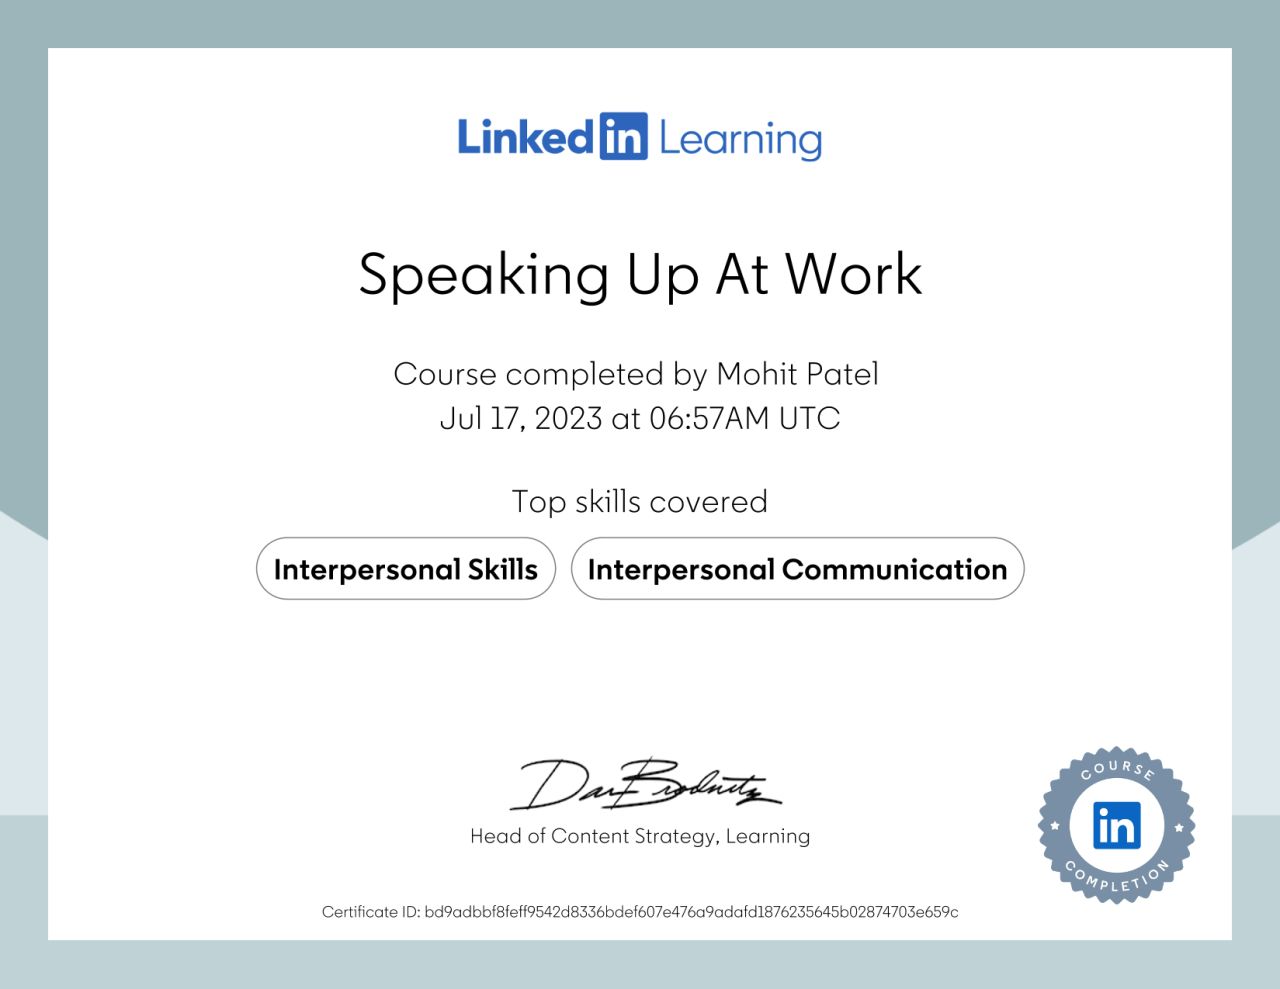 Linked in Learning
Speaking Up At Work
Course completed by Mohit Patel
Jul 17, 2023 at 06:57AM UTC
Top skills covered
Interpersonal Skills Interpersonal Communication
Dan Brodnitz
Head of Content Strategy, Learning
COURSE
in
COMPLETION
Certificate ID: bd9adbbf8feff9542d8336bdef607e476a9adafd1876235645b02874703e659c